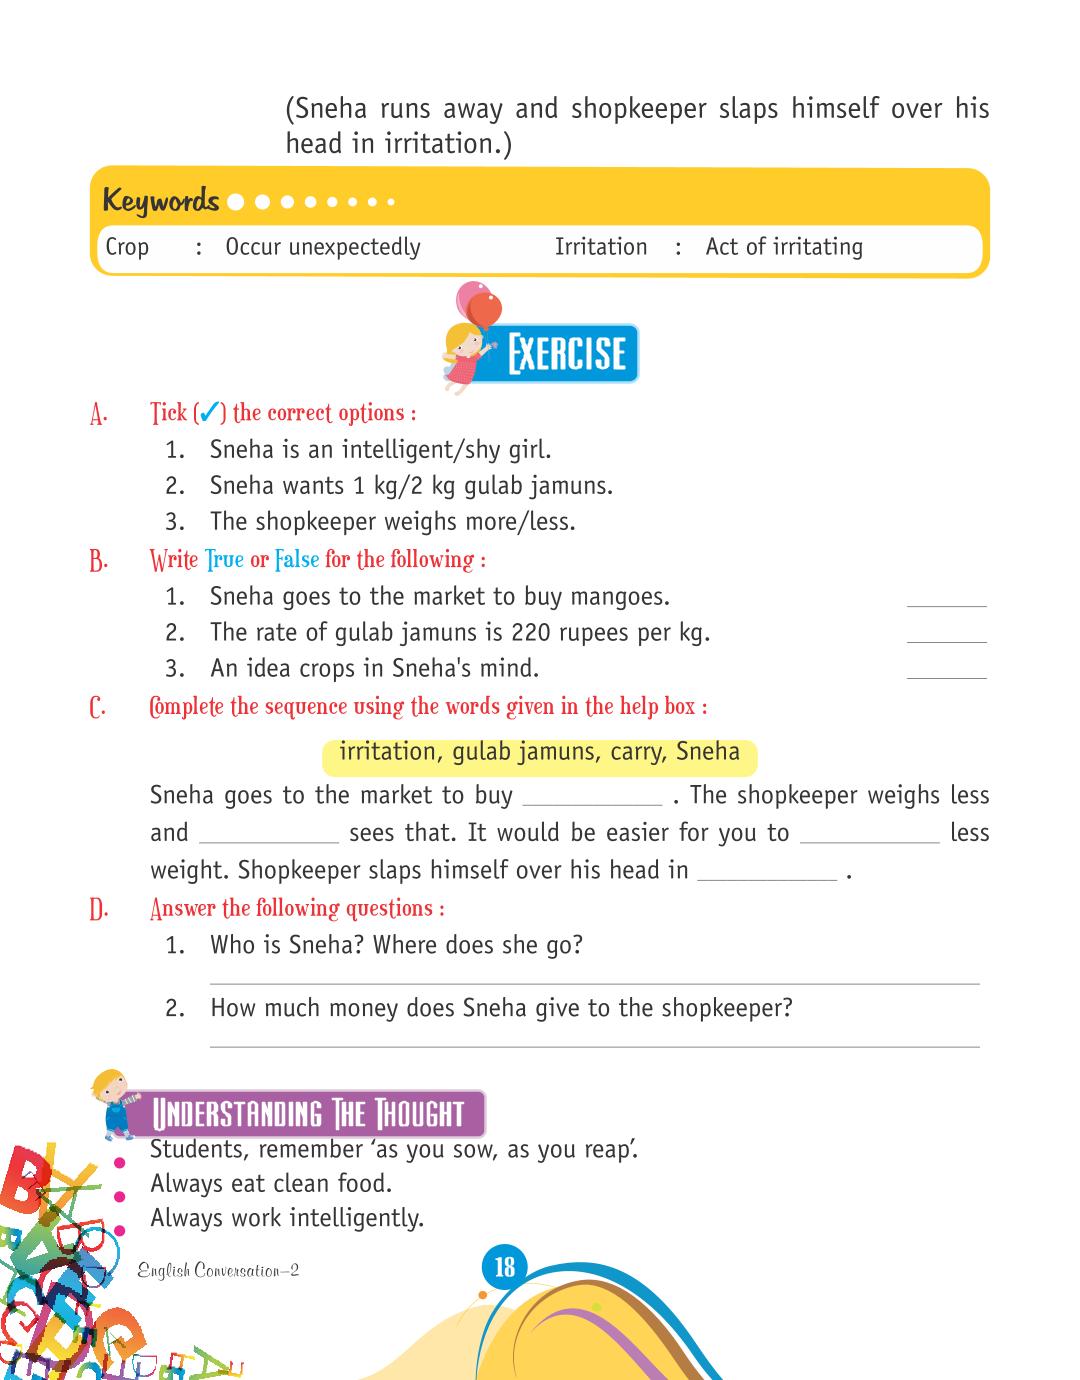 (Sneha runs away and shopkeeper slaps himself over his
head in irritation.)
Keywords
Crop : Occur unexpectedly Irritation : Act of irritating
EXERCISE
A. Tick (✓) the correct options :
1. Sneha is an intelligent/shy girl.
2. Sneha wants 1 kg/2 kg gulab jamuns.
3. The shopkeeper weighs more/less.
B. Write True or False for the following :
1. Sneha goes to the market to buy mangoes. ________
2. The rate of gulab jamuns is 220 rupees per kg. ________
3. An idea crops in Sneha's mind. ________
C. Complete the sequence using the words given in the help box :
irritation, gulab jamuns, carry, Sneha
Sneha goes to the market to buy ____________ . The shopkeeper weighs less
and ____________ sees that. It would be easier for you to ____________ less
weight. Shopkeeper slaps himself over his head in ____________ .
D. Answer the following questions :
1. Who is Sneha? Where does she go?
2. How much money does Sneha give to the shopkeeper?
UNDERSTANDING THE THOUGHT
• Students, remember ‘as you sow, as you reap’.
• Always eat clean food.
• Always work intelligently.
English Conversation–2
18